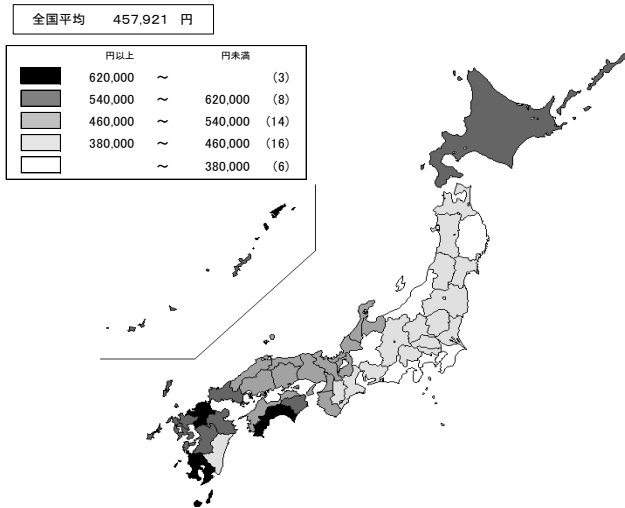 全国平均 457,921 円
円以上 円未満
620,000 ～ (3)
540,000 ～ 620,000 (8)
460,000 ～ 540,000 (14)
380,000 ～ 460,000 (16)
～ 380,000 (6)